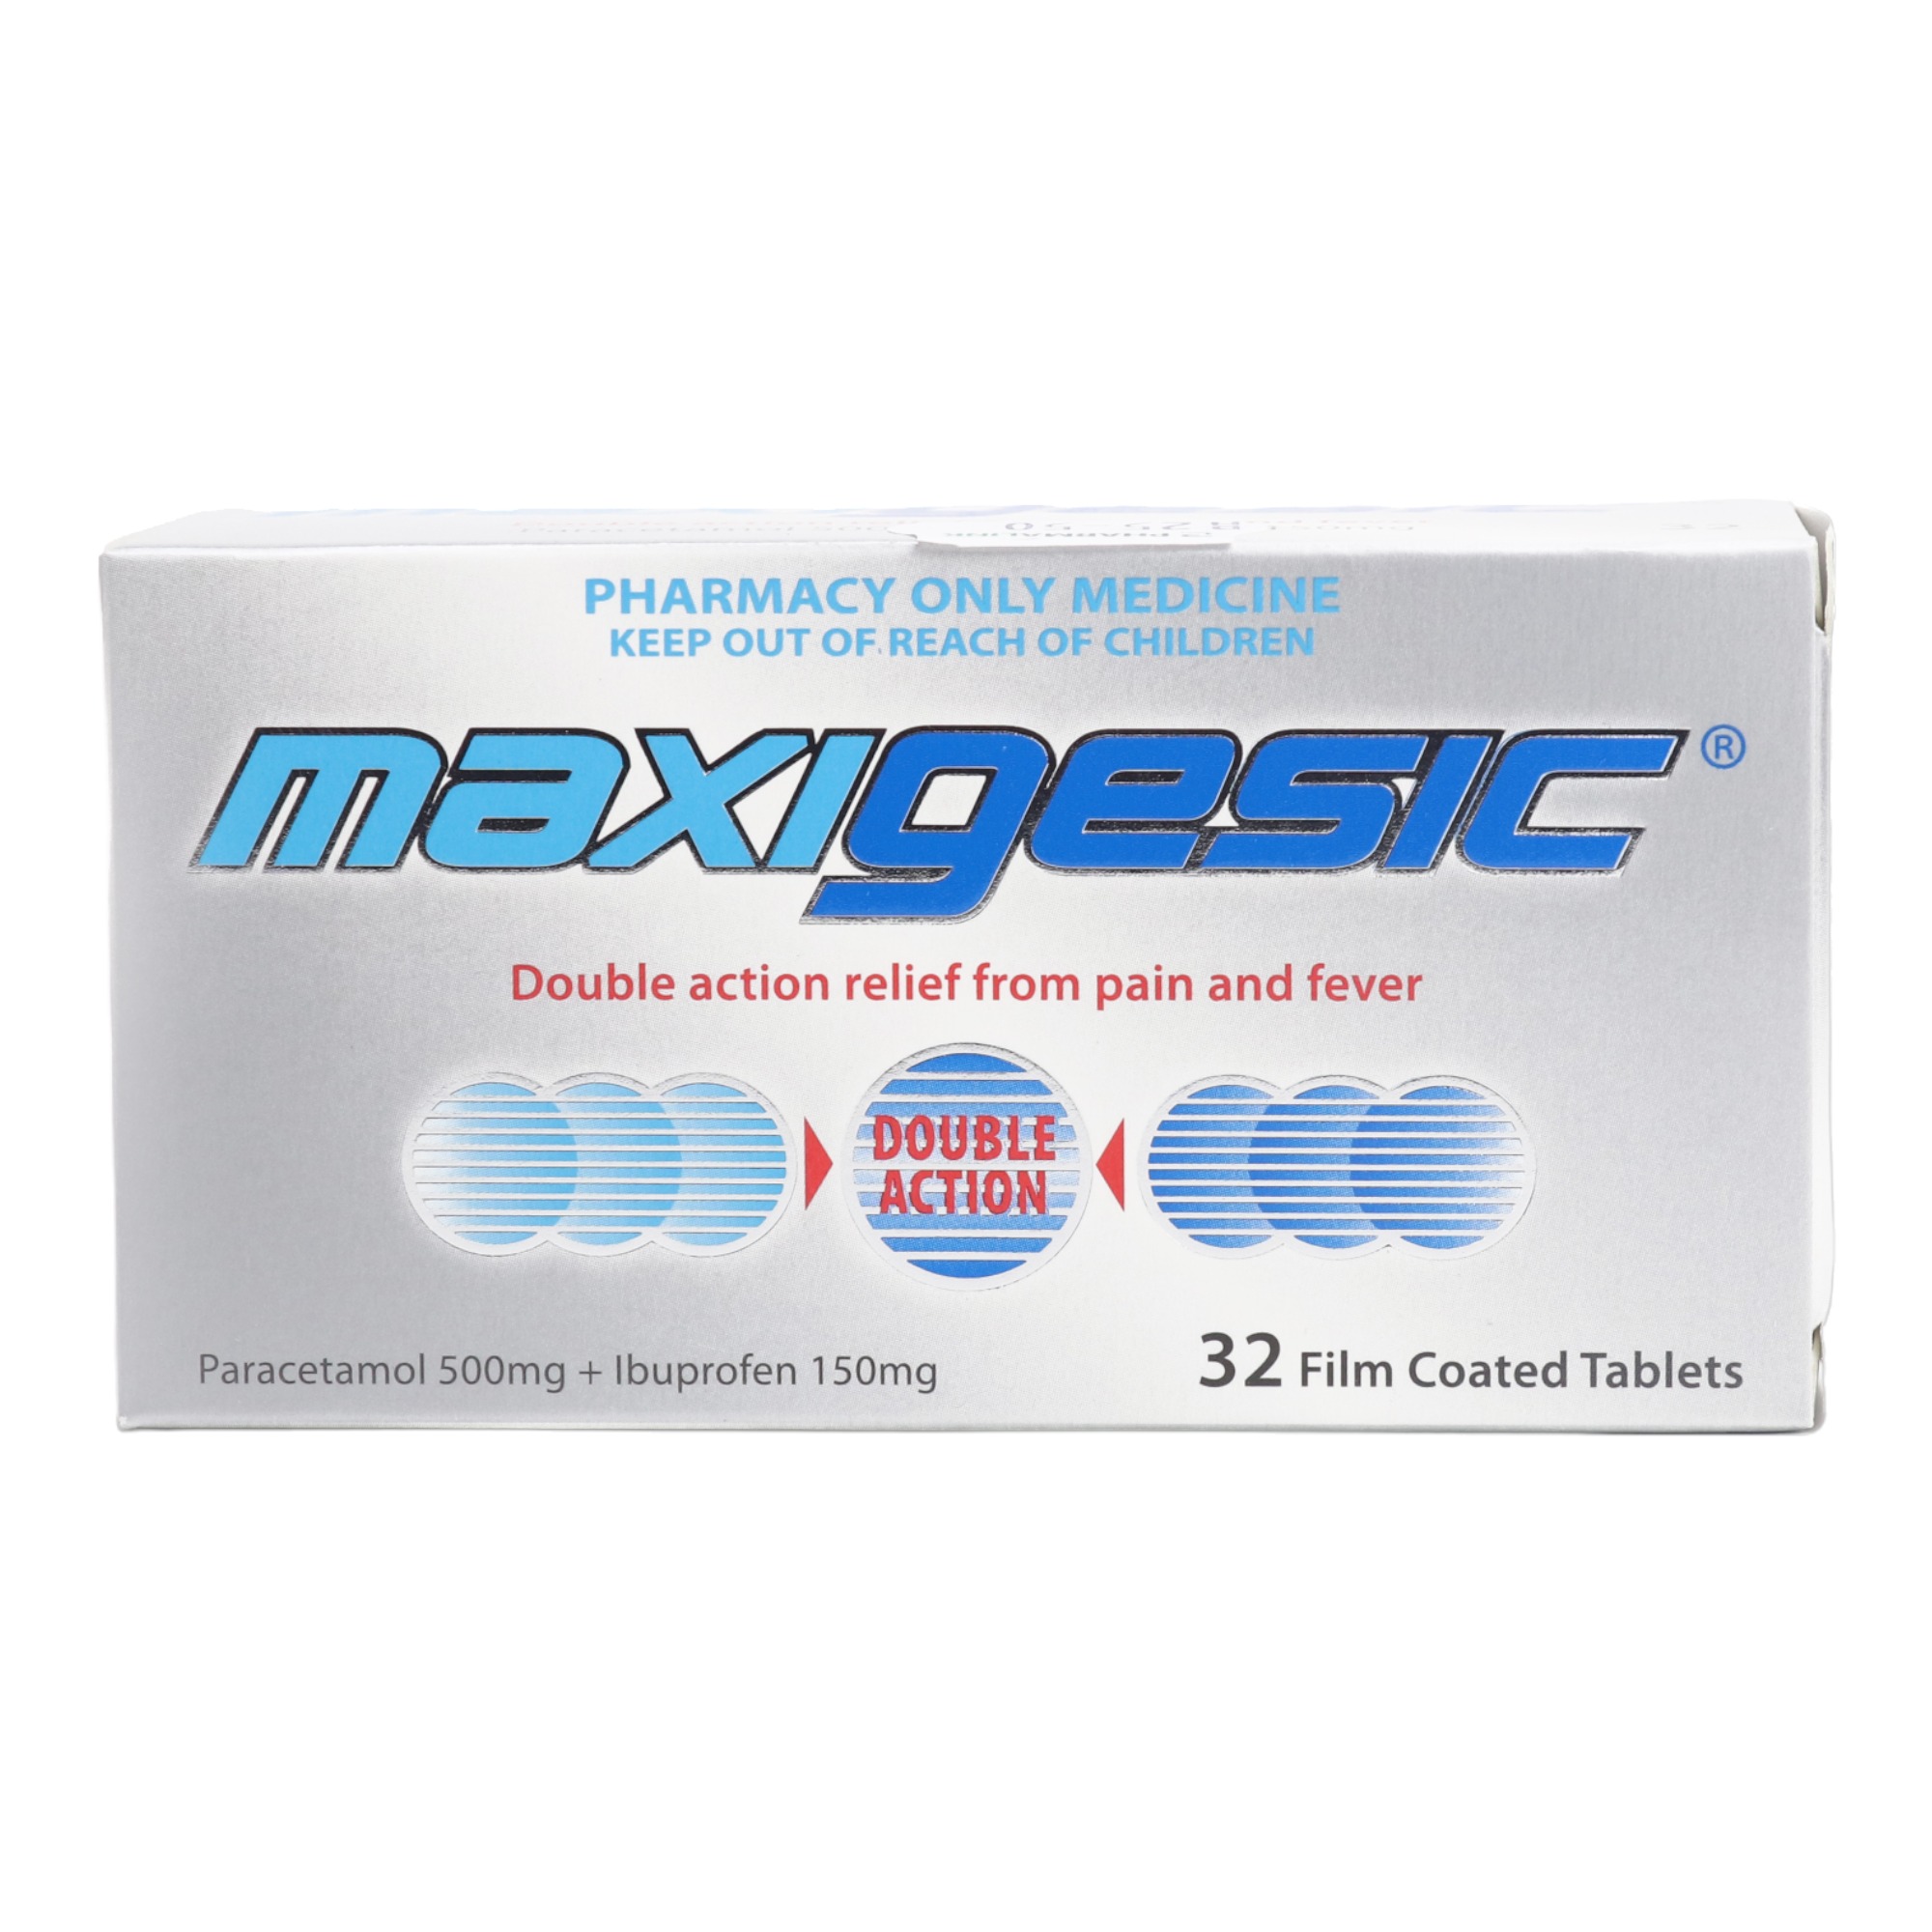 PHARMACY ONLY MEDICINE
KEEP OUT OF REACH OF CHILDREN
maxigesic®
Double action relief from pain and fever
DOUBLE
ACTION
Paracetamol 500mg + Ibuprofen 150mg
32 Film Coated Tablets